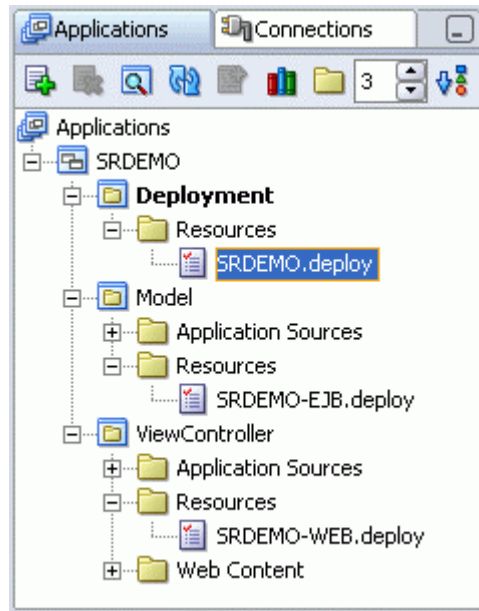 Applications Connections
3
Applications
SRDEMO
Deployment
Resources
SRDEMO.deploy
Model
Application Sources
Resources
SRDEMO-EJB.deploy
ViewController
Application Sources
Resources
SRDEMO-WEB.deploy
Web Content